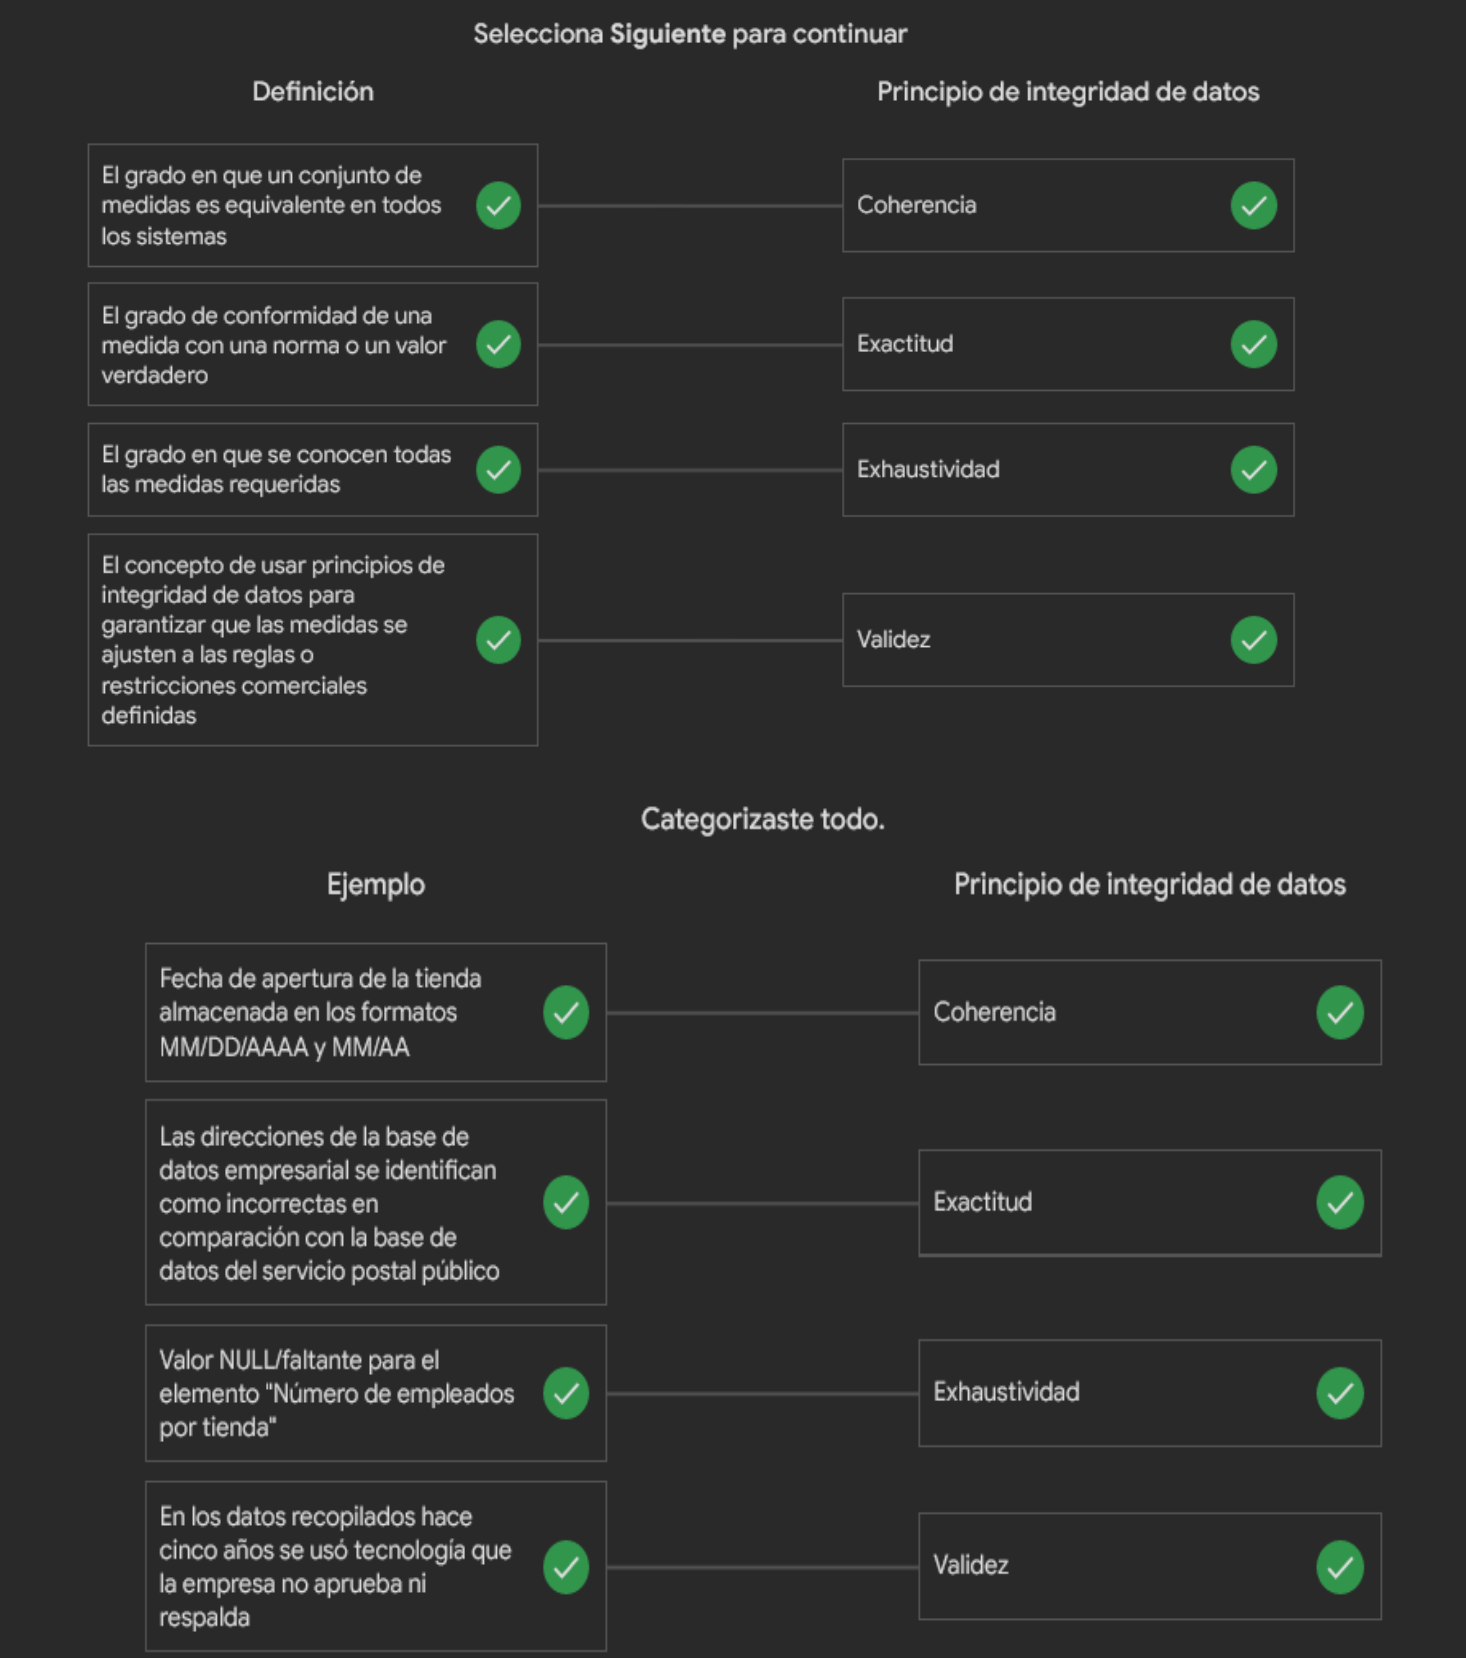 Selecciona Siguiente para continuar
Definición
Principio de integridad de datos
El grado en que un conjunto de
medidas es equivalente en todos
los sistemas
Coherencia
El grado de conformidad de una
medida con una norma o un valor
verdadero
Exactitud
El grado en que se conocen todas
las medidas requeridas
Exhaustividad
El concepto de usar principios de
integridad de datos para
garantizar que las medidas se
ajusten a las reglas o
restricciones comerciales
definidas
Validez
Categorizaste todo.
Ejemplo
Principio de integridad de datos
Fecha de apertura de la tienda
almacenada en los formatos
MM/DD/AAAA y MM/AA
Coherencia
Las direcciones de la base de
datos empresarial se identifican
como incorrectas en
comparación con la base de
datos del servicio postal público
Exactitud
Valor NULL/faltante para el
elemento "Número de empleados
por tienda"
Exhaustividad
En los datos recopilados hace
cinco años se usó tecnología que
la empresa no aprueba ni
respalda
Validez